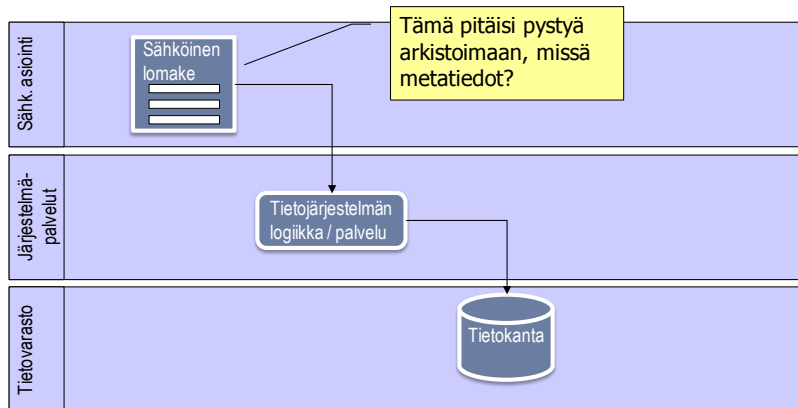 Sähk. asiointi
Sähköinen
lomake
Tämä pitäisi pystyä
arkistoimaan, missä
metatiedot?
Järjestelmä-
palvelut
Tietojärjestelmän
logiikka / palvelu
Tietovarasto
Tietokanta